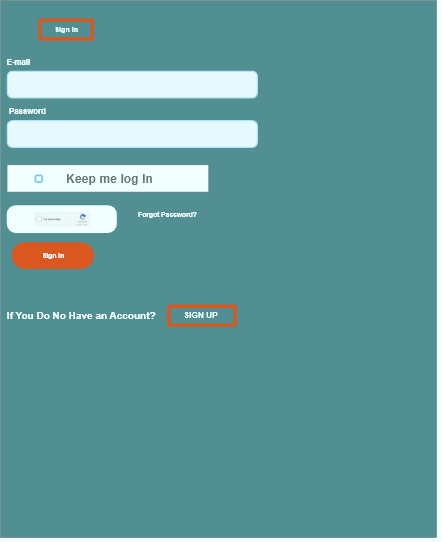 Sign In
E-mail
Password
Keep me log In
Forgot Password?
Sign In
If You Do No Have an Account?
SIGN UP